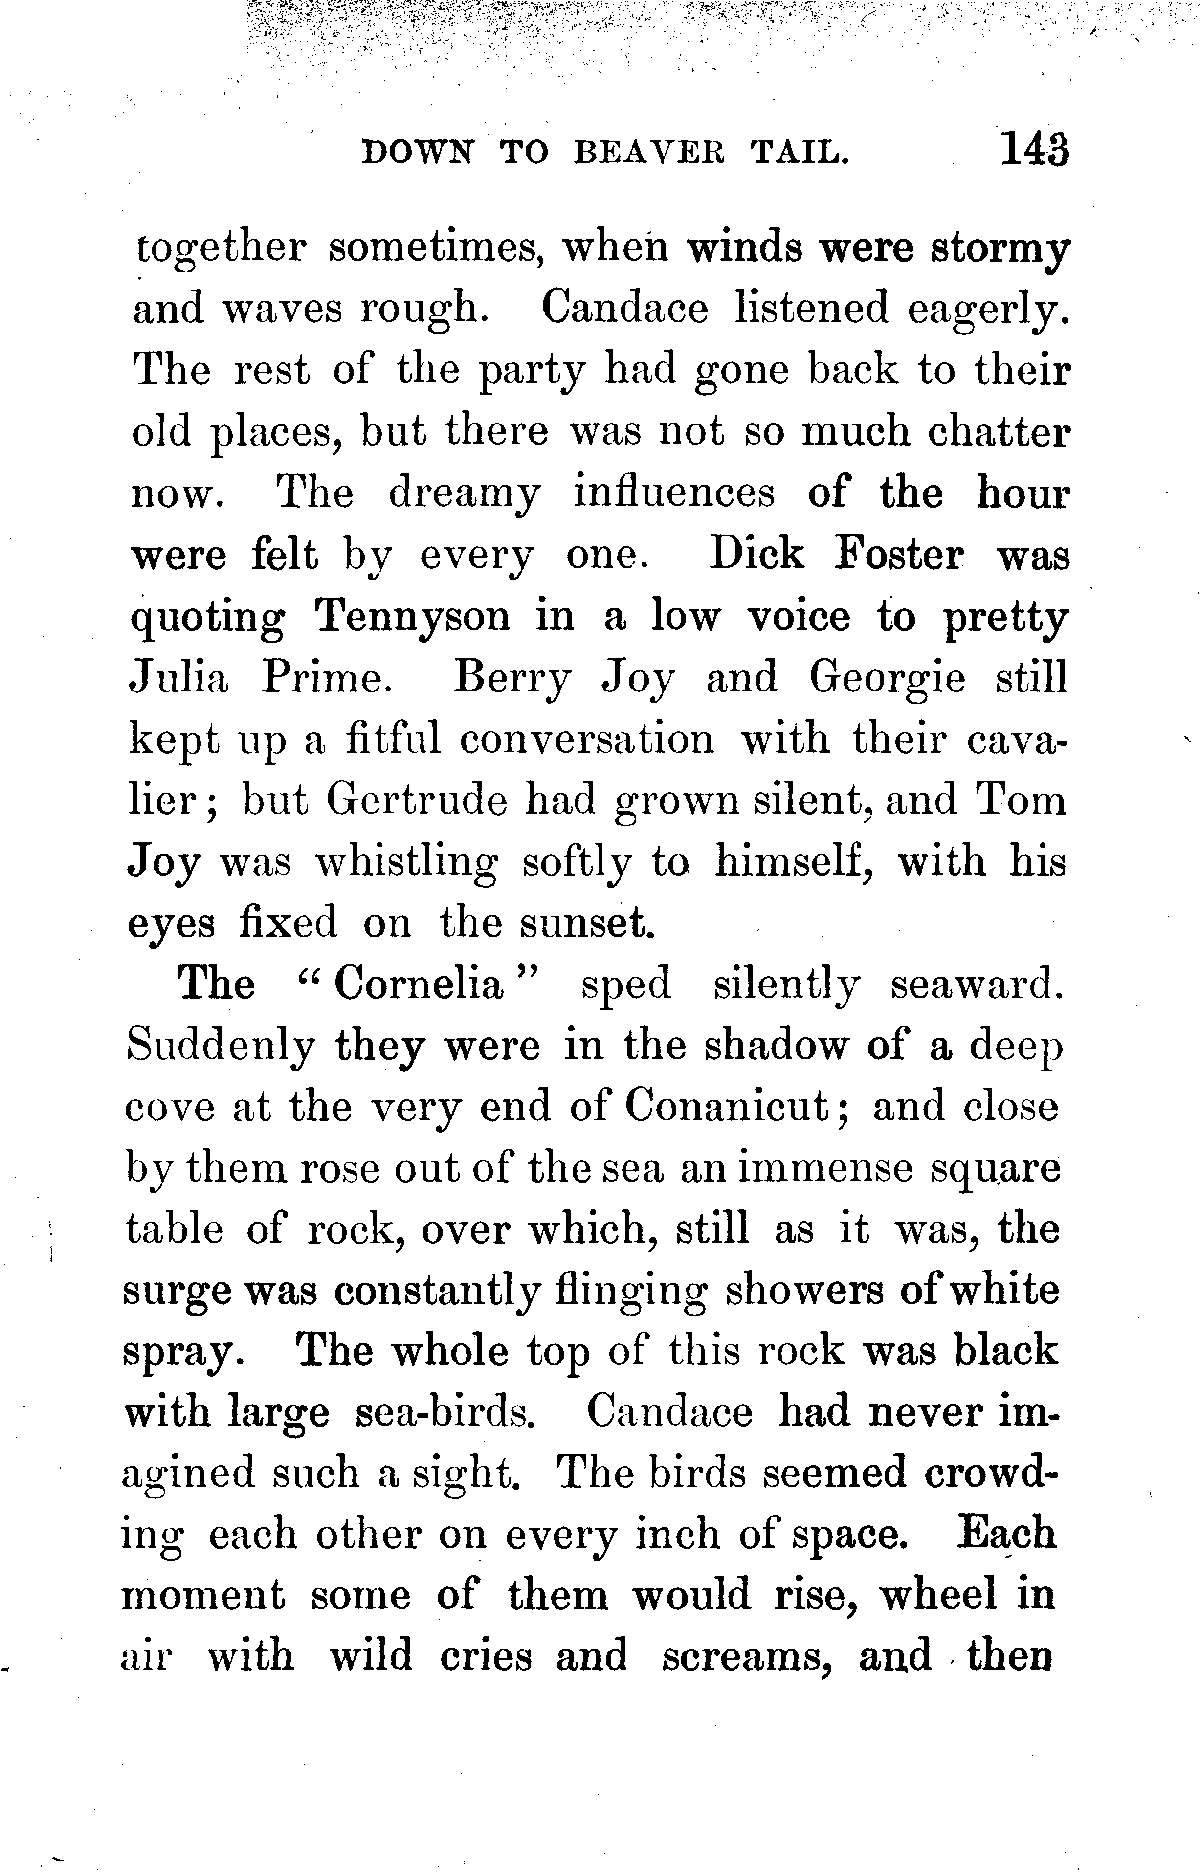 DOWN TO BEAVER TAIL. 143
together sometimes, when winds were stormy
and waves rough. Candace listened eagerly.
The rest of the party had gone back to their
old places, but there was not so much chatter
now. The dreamy influences of the hour
were felt by every one. Dick Foster was
quoting Tennyson in a low voice to pretty
Julia Prime. Berry Joy and Georgie still
kept up a fitful conversation with their cava-
lier; but Gertrude had grown silent, and Tom
Joy was whistling softly to himself, with his
eyes fixed on the sunset.
The “Cornelia” sped silently seaward.
Suddenly they were in the shadow of a deep
cove at the very end of Conanicut; and close
by them rose out of the sea an immense square
table of rock, over which, still as it was, the
surge was constantly flinging showers of white
spray. The whole top of this rock was black
with large sea-birds. Candace had never im-
agined such a sight. The birds seemed crowd-
ing each other on every inch of space. Each
moment some of them would rise, wheel in
air with wild cries and screams, and then